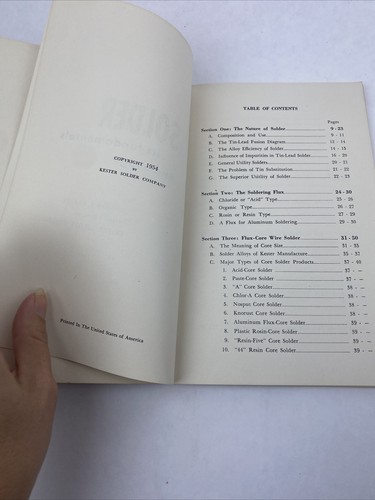 COPYRIGHT 1954
KESTER SOLDER COMPANY
Printed In The United States of America
TABLE OF CONTENTS
Pages
Section One: The Nature of Solder 9 - 23
A. Composition and Use 9 - 11
B. The Tin-Lead Fusion Diagram 12 - 14
C. The Alloy Efficiency of Solder 14 - 16
D. Influence of Impurities in Tin-Lead Solder 16 - 20
E. General Utility Solders 20 - 21
F. The Problem of Tin Substitution 21 - 22
G. The Superior Utility of Solder 22 - 23
Section Two: The Soldering Flux 24 - 30
A. Chloride or "Acid" Type 25 - 26
B. Organic Type 26 - 27
C. Rosin or Resin Type 27 - 29
D. A Flux for Aluminum Soldering 29 - 30
Section Three: Flux-Core Wire Solder 31 - 50
A. The Meaning of Core Size 31 - 35
B. Solder Alloys of Kester Manufacture 35 - 37
C. Major Types of Core Solder Products 37 - 40
1. Acid-Core Solder 37 -
2. Paste-Core Solder 37 -
3. "A" Core Solder 38 -
4. Chlor-A Core Solder 38 -
5. Nosput Core Solder 38 -
6. Knorton Core Solder 38 -
7. Aluminum Flux-Core Solder 39 -
8. Plastic Rosin-Core Solder 39 -
9. "Resin-Five" Core Solder 39 -
10. "44" Resin Core Solder 39 -